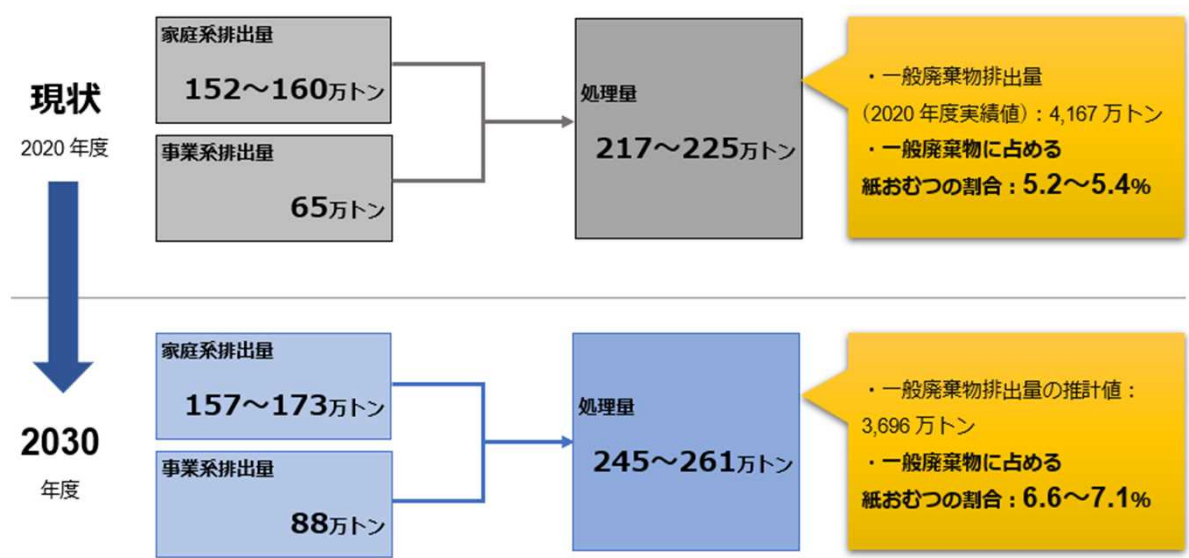 現状
2020 年度
家庭系排出量
152～160万トン
事業系排出量
65万トン
処理量
217～225万トン
・一般廃棄物排出量
(2020 年度実績値)：4,167 万トン
・一般廃棄物に占める
紙おむつの割合：5.2～5.4%
2030
年度
家庭系排出量
157～173万トン
事業系排出量
88万トン
処理量
245～261万トン
・一般廃棄物排出量の推計値：
3,696 万トン
・一般廃棄物に占める
紙おむつの割合：6.6～7.1%